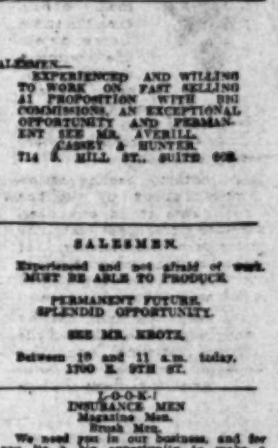 SALESMEN—
EXPERIENCED AND WILLING
TO WORK ON FAST SELLING
A1 PROPOSITION WITH BIG
COMMISSIONS, AN EXCEPTIONAL
OPPORTUNITY AND PERMAN-
ENT SEE MR. AVERILL.
CASSEY & HUNTER.
714 S. HILL ST., SUITE
SALESMEN.
Experienced and not afraid of work.
MUST BE ABLE TO PRODUCE.
PERMANENT FUTURE.
SPLENDID OPPORTUNITY.
SEE MR. KROTZ,
Between 10 and 11 a.m. today.
1700 E. 9TH ST.
L-O-O-K-!
INSURANCE MEN
Magazine Men.
Brush Men.
We need you in our business, and for